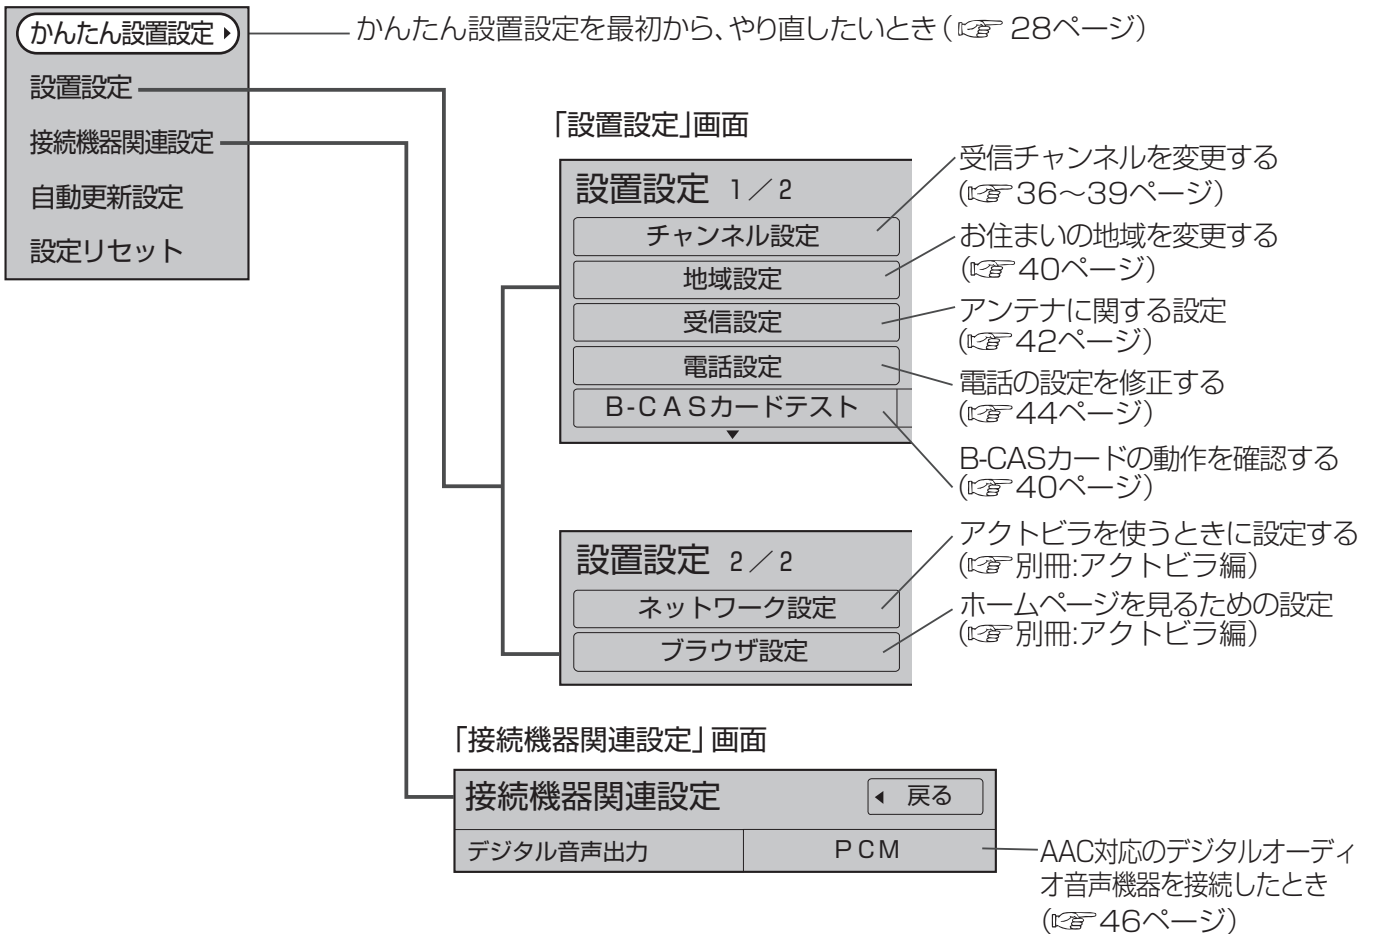 かんたん設置設定
かんたん設置設定を最初から、やり直したいとき(☞28ページ)
設置設定
接続機器関連設定
自動更新設定
設定リセット
「設置設定」画面
設置設定 1/2
チャンネル設定
地域設定
受信設定
電話設定
B-CASカードテスト
受信チャンネルを変更する
(☞36〜39ページ)
お住まいの地域を変更する
(☞40ページ)
アンテナに関する設定
(☞42ページ)
電話の設定を修正する
(☞44ページ)
B-CASカードの動作を確認する
(☞40ページ)
設置設定 2/2
ネットワーク設定
ブラウザ設定
アクトビラを使うときに設定する
(☞別冊:アクトビラ編)
ホームページを見るための設定
(☞別冊:アクトビラ編)
「接続機器関連設定」画面
接続機器関連設定
戻る
デジタル音声出力
PCM
AAC対応のデジタルオーディ
オ音声機器を接続したとき
(☞46ページ)